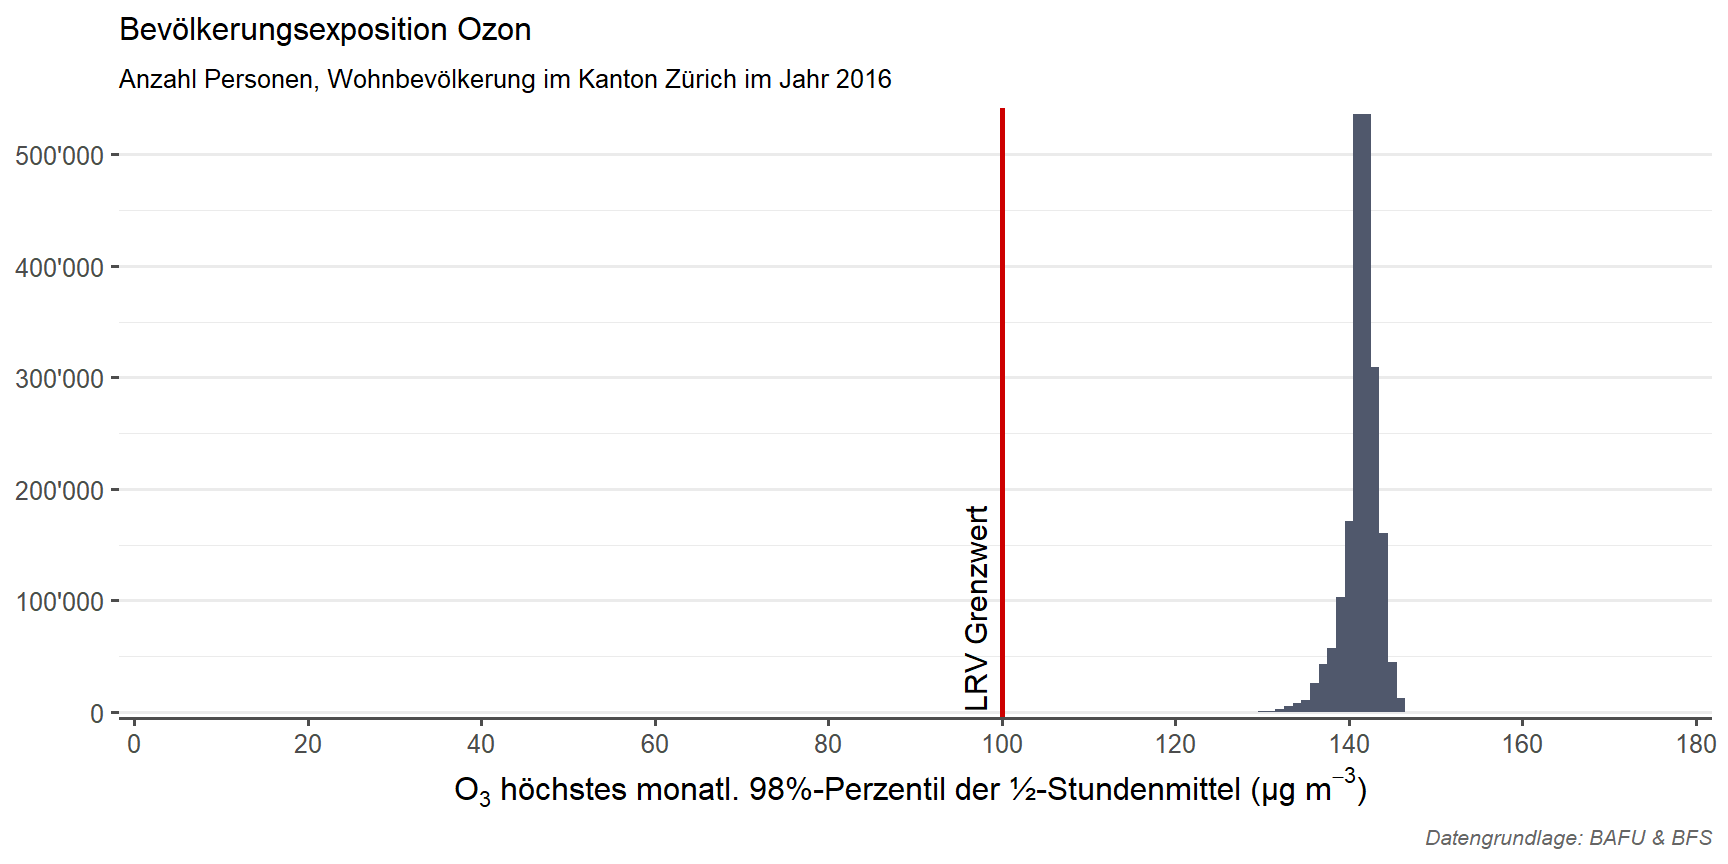 Bevölkerungsexposition Ozon
Anzahl Personen, Wohnbevölkerung im Kanton Zürich im Jahr 2016
500'000
400'000
300'000
200'000
100'000
0
LRV Grenzwert
0 20 40 60 80 100 120 140 160 180
O₃ höchstes monatl. 98%-Perzentil der ½-Stundenmittel (µg m⁻³)
Datengrundlage: BAFU & BFS